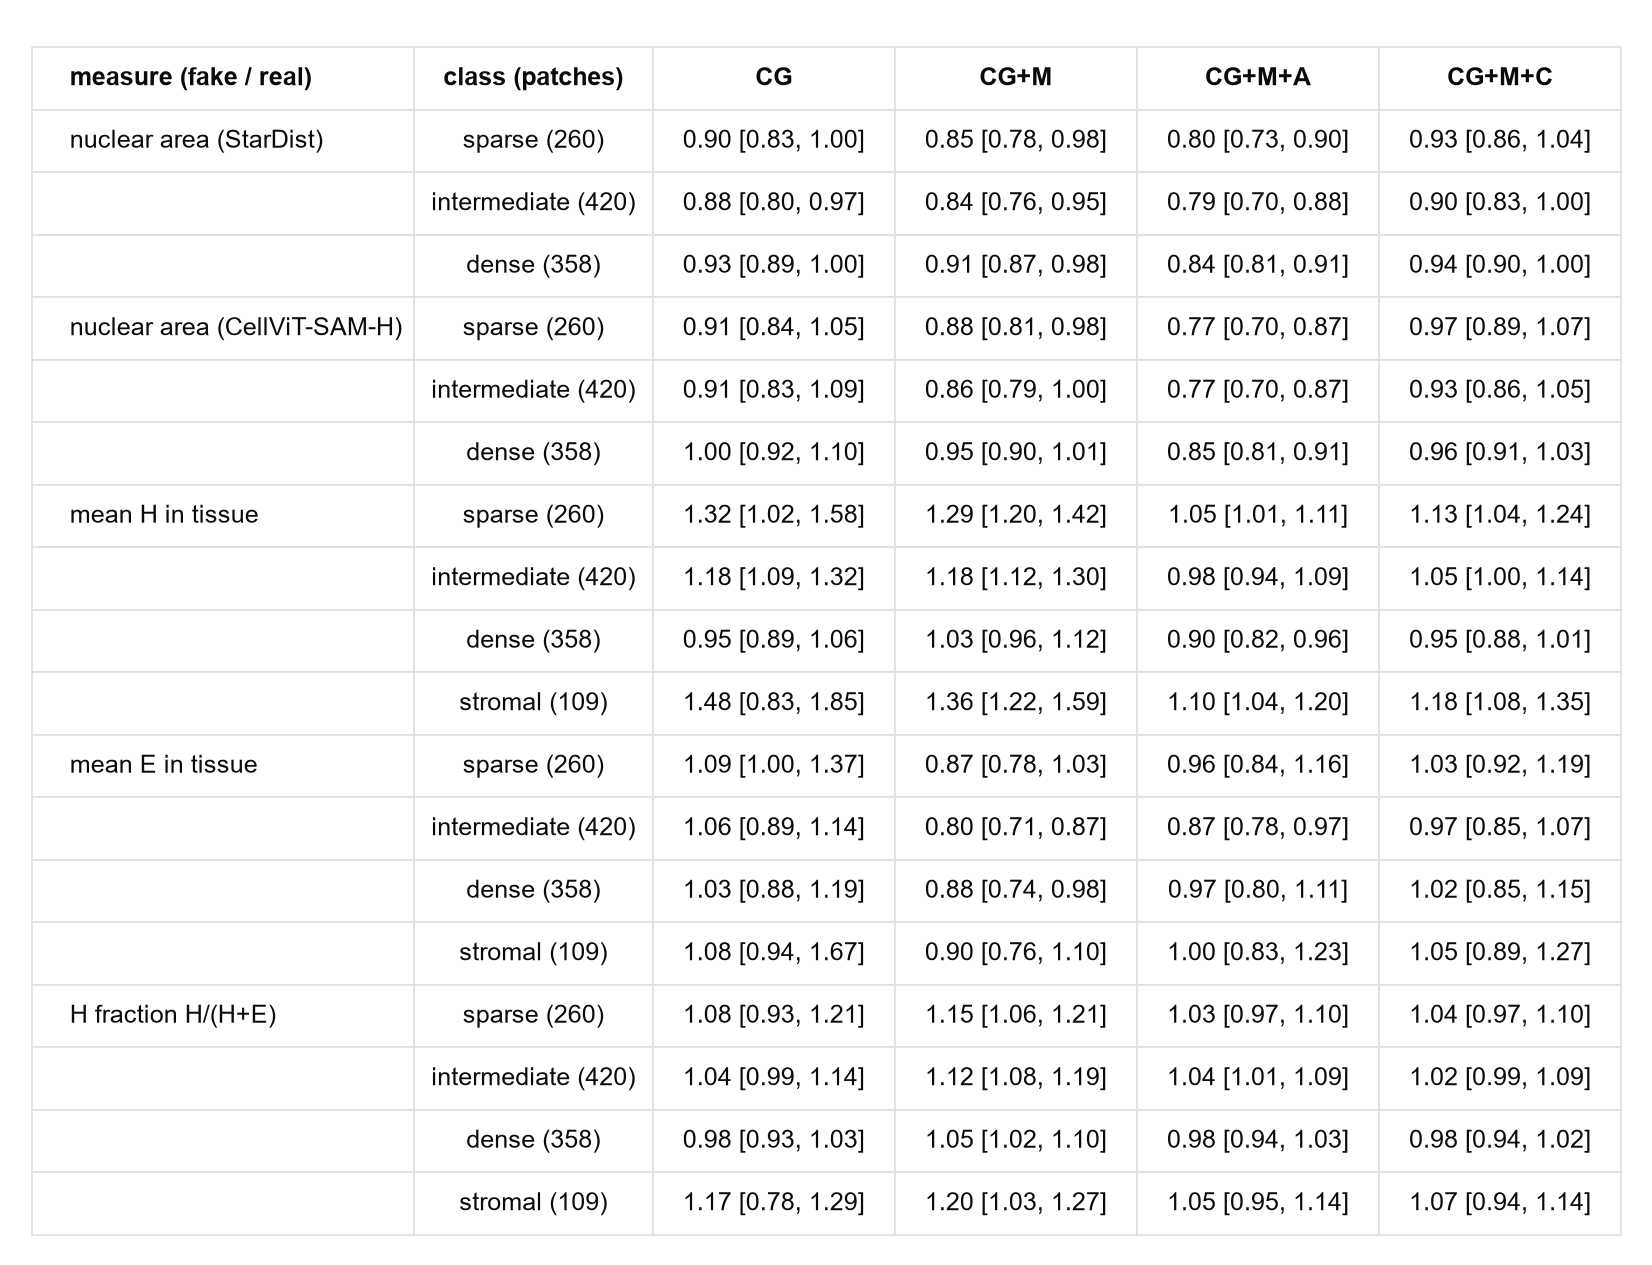 measure (fake / real) class (patches) CG CG+M CG+M+A CG+M+C
nuclear area (StarDist) sparse (260) 0.90 [0.83, 1.00] 0.85 [0.78, 0.98] 0.80 [0.73, 0.90] 0.93 [0.86, 1.04]
intermediate (420) 0.88 [0.80, 0.97] 0.84 [0.76, 0.95] 0.79 [0.70, 0.88] 0.90 [0.83, 1.00]
dense (358) 0.93 [0.89, 1.00] 0.91 [0.87, 0.98] 0.84 [0.81, 0.91] 0.94 [0.90, 1.00]
nuclear area (CellViT-SAM-H) sparse (260) 0.91 [0.84, 1.05] 0.88 [0.81, 0.98] 0.77 [0.70, 0.87] 0.97 [0.89, 1.07]
intermediate (420) 0.91 [0.83, 1.09] 0.86 [0.79, 1.00] 0.77 [0.70, 0.87] 0.93 [0.86, 1.05]
dense (358) 1.00 [0.92, 1.10] 0.95 [0.90, 1.01] 0.85 [0.81, 0.91] 0.96 [0.91, 1.03]
mean H in tissue sparse (260) 1.32 [1.02, 1.58] 1.29 [1.20, 1.42] 1.05 [1.01, 1.11] 1.13 [1.04, 1.24]
intermediate (420) 1.18 [1.09, 1.32] 1.18 [1.12, 1.30] 0.98 [0.94, 1.09] 1.05 [1.00, 1.14]
dense (358) 0.95 [0.89, 1.06] 1.03 [0.96, 1.12] 0.90 [0.82, 0.96] 0.95 [0.88, 1.01]
stromal (109) 1.48 [0.83, 1.85] 1.36 [1.22, 1.59] 1.10 [1.04, 1.20] 1.18 [1.08, 1.35]
mean E in tissue sparse (260) 1.09 [1.00, 1.37] 0.87 [0.78, 1.03] 0.96 [0.84, 1.16] 1.03 [0.92, 1.19]
intermediate (420) 1.06 [0.89, 1.14] 0.80 [0.71, 0.87] 0.87 [0.78, 0.97] 0.97 [0.85, 1.07]
dense (358) 1.03 [0.88, 1.19] 0.88 [0.74, 0.98] 0.97 [0.80, 1.11] 1.02 [0.85, 1.15]
stromal (109) 1.08 [0.94, 1.67] 0.90 [0.76, 1.10] 1.00 [0.83, 1.23] 1.05 [0.89, 1.27]
H fraction H/(H+E) sparse (260) 1.08 [0.93, 1.21] 1.15 [1.06, 1.21] 1.03 [0.97, 1.10] 1.04 [0.97, 1.10]
intermediate (420) 1.04 [0.99, 1.14] 1.12 [1.08, 1.19] 1.04 [1.01, 1.09] 1.02 [0.99, 1.09]
dense (358) 0.98 [0.93, 1.03] 1.05 [1.02, 1.10] 0.98 [0.94, 1.03] 0.98 [0.94, 1.02]
stromal (109) 1.17 [0.78, 1.29] 1.20 [1.03, 1.27] 1.05 [0.95, 1.14] 1.07 [0.94, 1.14]